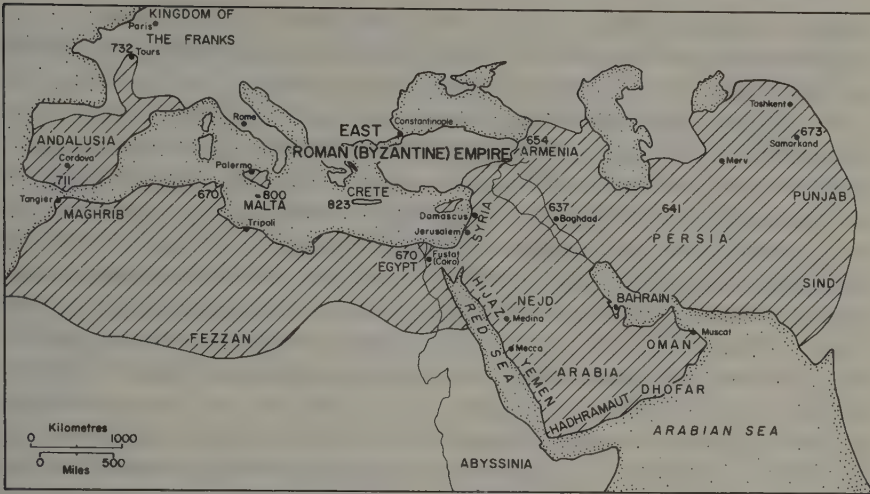 KINGDOM OF
Paris
THE FRANKS
732
Tours
ANDALUSIA
Cordova
711
Tangier
MAGHRIB
670
Rome
Palermo
800
MALTA
Tripoli
FEZZAN
EAST
Constantinople
ROMAN (BYZANTINE) EMPIRE
CRETE
823
654
ARMENIA
Damascus
SYRIA
Jerusalem
670
EGYPT
Fustat
(Cairo)
637
Baghdad
641
PERSIA
Tashkent
673
Samarkand
Merv
PUNJAB
SIND
HIJAZ
RED SEA
NEJD
Medina
Mecca
YEMEN
ARABIA
BAHRAIN
OMAN
Muscat
DHOFAR
HADHRAMAUT
ARABIAN SEA
ABYSSINIA
Kilometres
0 1000
0 500
Miles